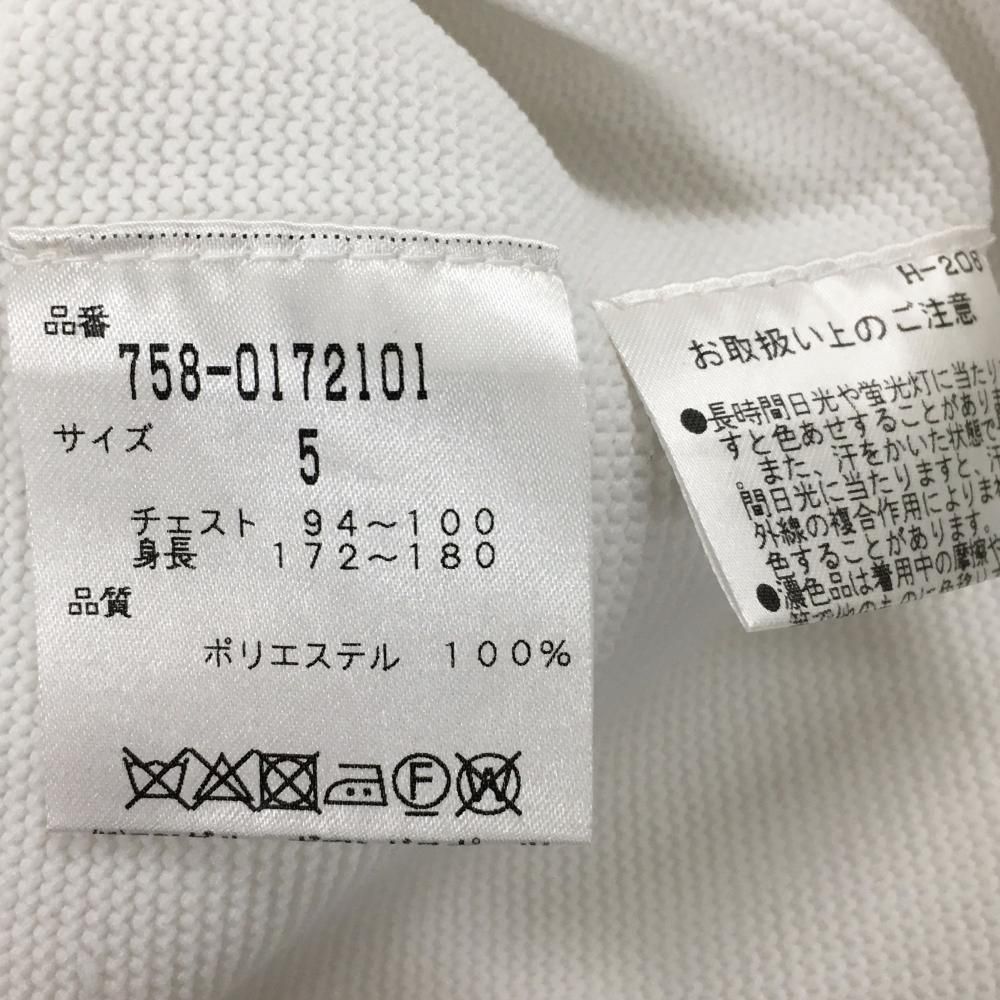 品番
758-0172101
サイズ
5
チェスト 94～100
身長 172～180
品質
ポリエステル 100%
F
W
H-208
お取扱い上のご注意
●長時間日光や蛍光灯に当たり
すと色あせすることがありま
。また、汗をかいた状態で
間日光に当たりますと、汗
外線の複合作用によりま
色することがあります。
●濃色品は着用中の摩擦や